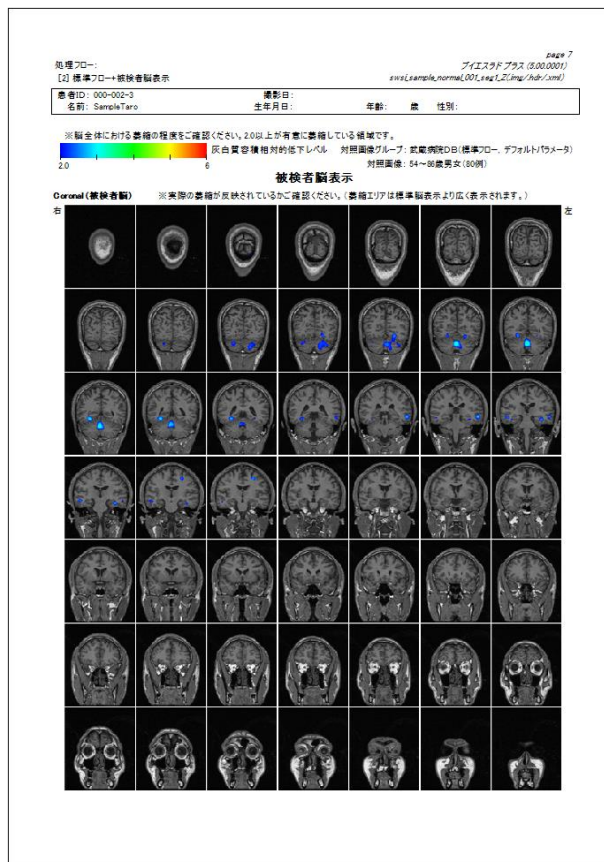 page 7
処理フロー:
ブイエスラド プラス (5.00.0001)
[2] 標準フロー+被検者脳表示
swsi_sample_normal_001_seg1_Z(.img/.hdr/.xml)
患者ID: 000-002-3 撮影日:
名前: SampleTaro 生年月日: 年齢: 歳 性別:
※脳全体における萎縮の程度をご確認ください。2.0以上が有意に萎縮している領域です。
灰白質容積相対的低下レベル 対照画像グループ: 武蔵病院DB(標準フロー, デフォルトパラメータ)
2.0 6 対照画像: 54～86歳男女(80例)
被検者脳表示
Coronal(被検者脳) ※実際の萎縮が反映されているかご確認ください。(萎縮エリアは標準脳表示より広く表示されます。)
右 左